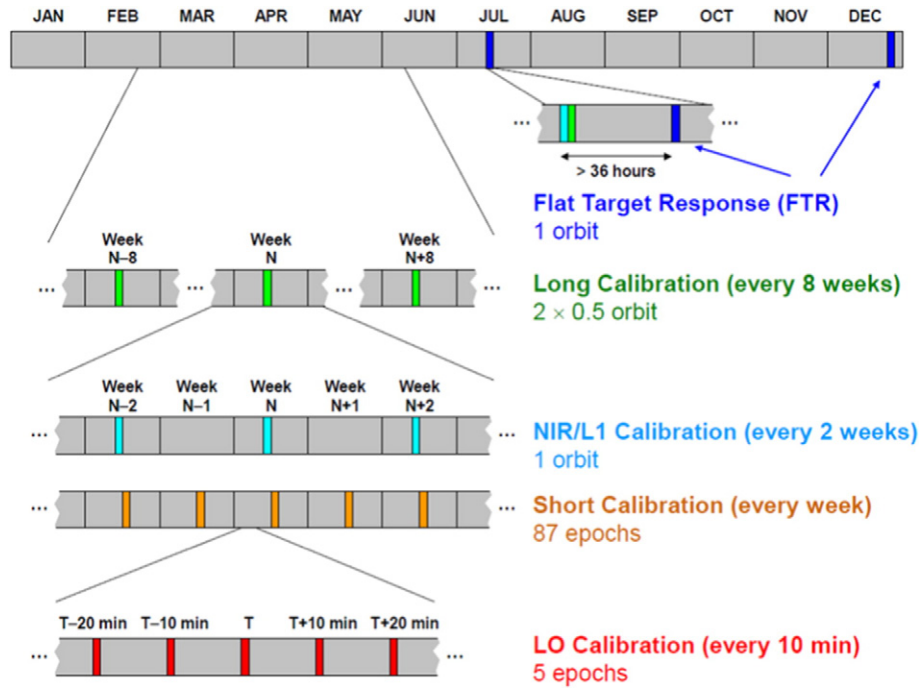 JAN FEB MAR APR MAY JUN JUL AUG SEP OCT NOV DEC
... ...
> 36 hours
Flat Target Response (FTR)
1 orbit
Week Week Week
N–8 N N+8
... ... ... ...
Long Calibration (every 8 weeks)
2 × 0.5 orbit
Week Week Week Week Week
N–2 N–1 N N+1 N+2
... ...
NIR/L1 Calibration (every 2 weeks)
1 orbit
... ...
Short Calibration (every week)
87 epochs
T–20 min T–10 min T T+10 min T+20 min
... ...
LO Calibration (every 10 min)
5 epochs